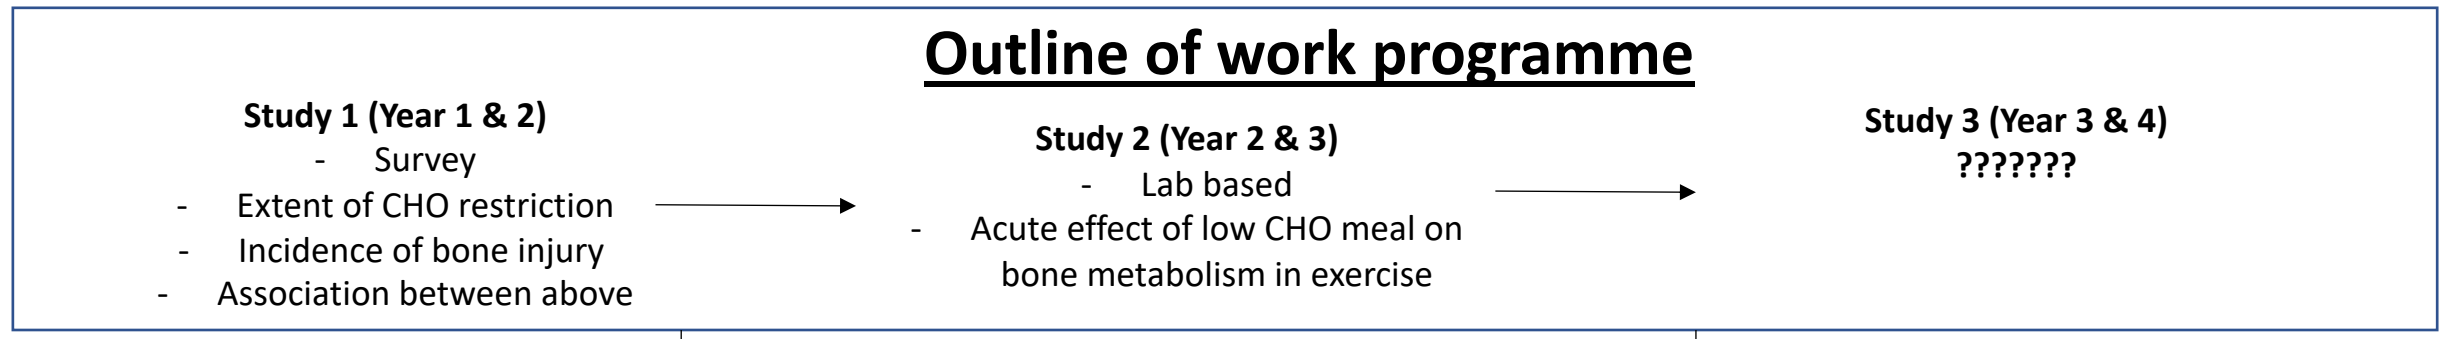 Outline of work programme
Study 1 (Year 1 & 2)
- Survey
- Extent of CHO restriction
- Incidence of bone injury
- Association between above
Study 2 (Year 2 & 3)
- Lab based
- Acute effect of low CHO meal on
bone metabolism in exercise
Study 3 (Year 3 & 4)
???????